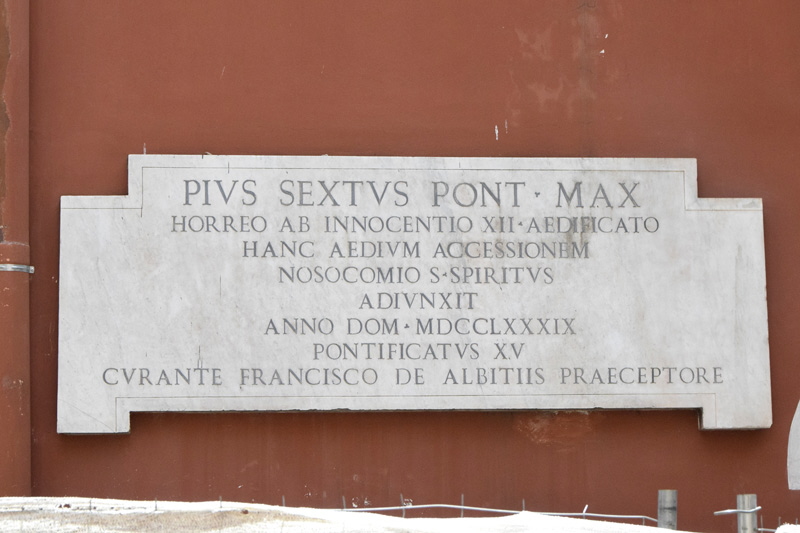 PIVS SEXTVS PONT · MAX
HORREO AB INNOCENTIO XII · AEDIFICATO
HANC AEDIVM ACCESSIONEM
NOSOCOMIO S · SPIRITVS
ADIVNXIT
ANNO DOM · MDCCLXXXIX
PONTIFICATVS XV
CVRANTE FRANCISCO DE ALBITIIS PRAECEPTORE